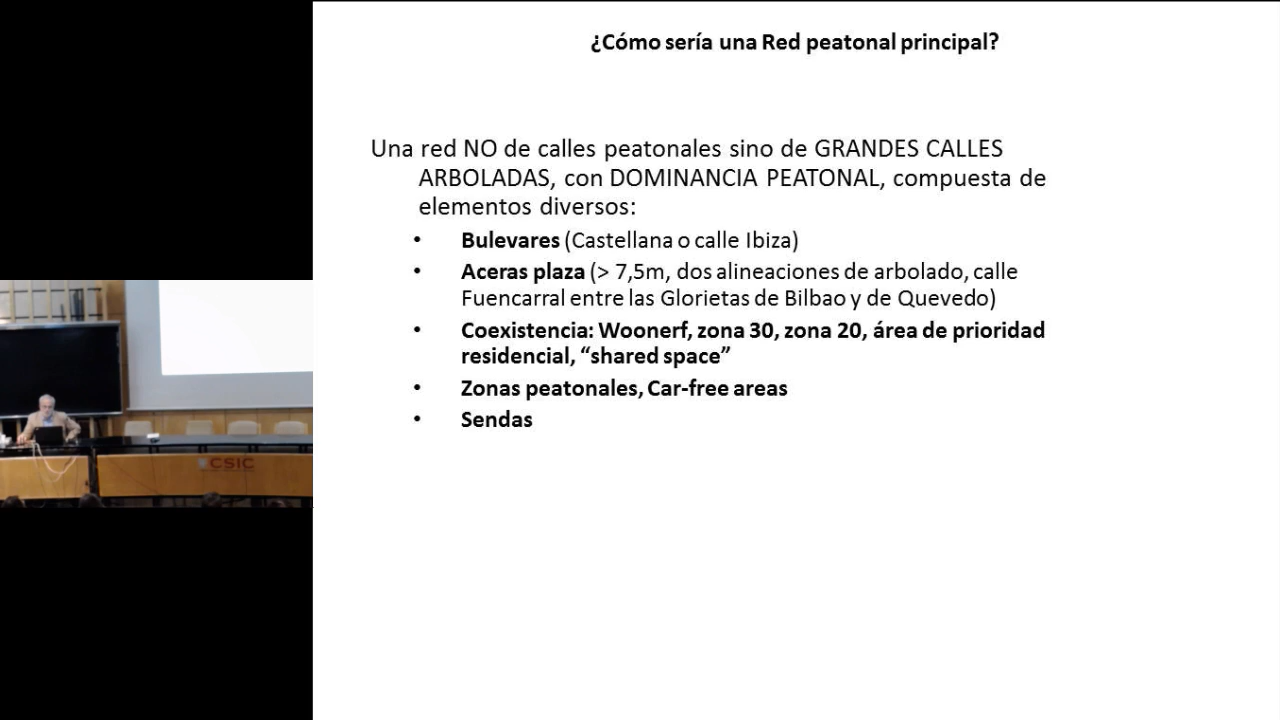 ¿Cómo sería una Red peatonal principal?
Una red NO de calles peatonales sino de GRANDES CALLES
ARBOLADAS, con DOMINANCIA PEATONAL, compuesta de
elementos diversos:
• Bulevares (Castellana o calle Ibiza)
• Aceras plaza (> 7,5m, dos alineaciones de arbolado, calle
Fuencarral entre las Glorietas de Bilbao y de Quevedo)
• Coexistencia: Woonerf, zona 30, zona 20, área de prioridad
residencial, “shared space”
• Zonas peatonales, Car-free areas
• Sendas
CSIC